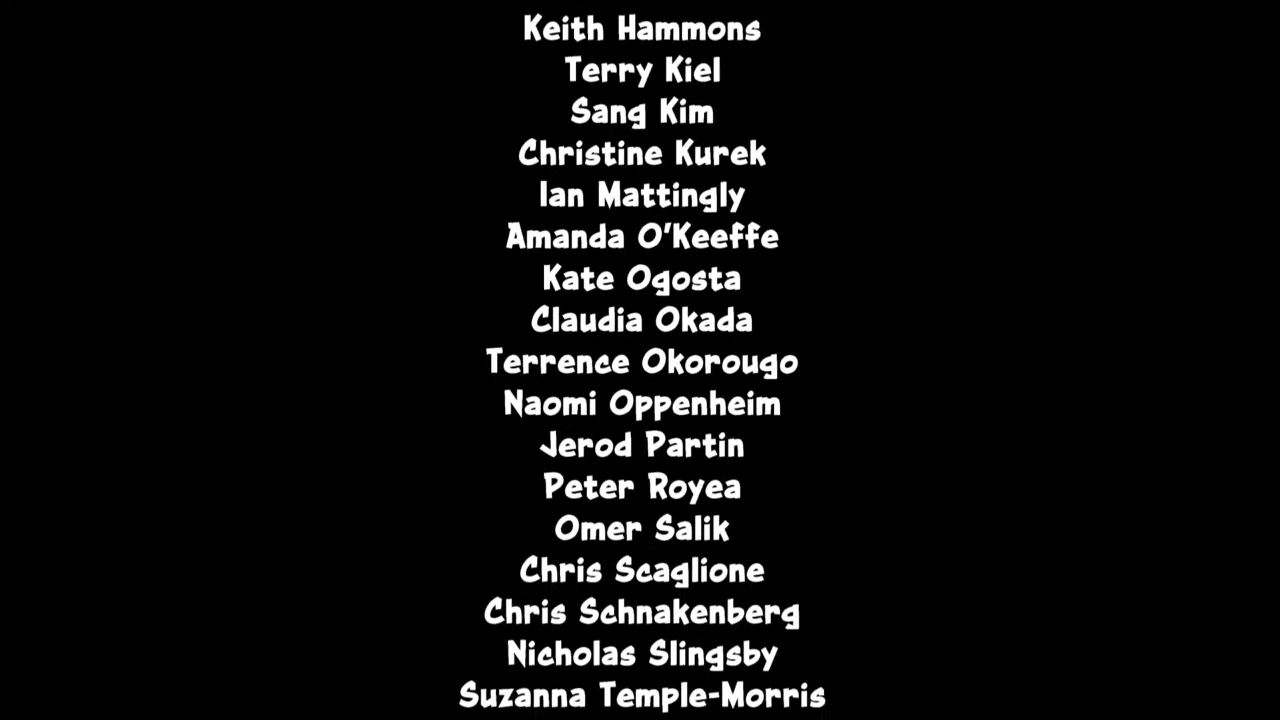 Keith Hammons
Terry Kiel
Sang Kim
Christine Kurek
Ian Mattingly
Amanda O'Keeffe
Kate Ogosta
Claudia Okada
Terrence Okorougo
Naomi Oppenheim
Jerod Partin
Peter Royea
Omer Salik
Chris Scaglione
Chris Schnakenberg
Nicholas Slingsby
Suzanna Temple-Morris